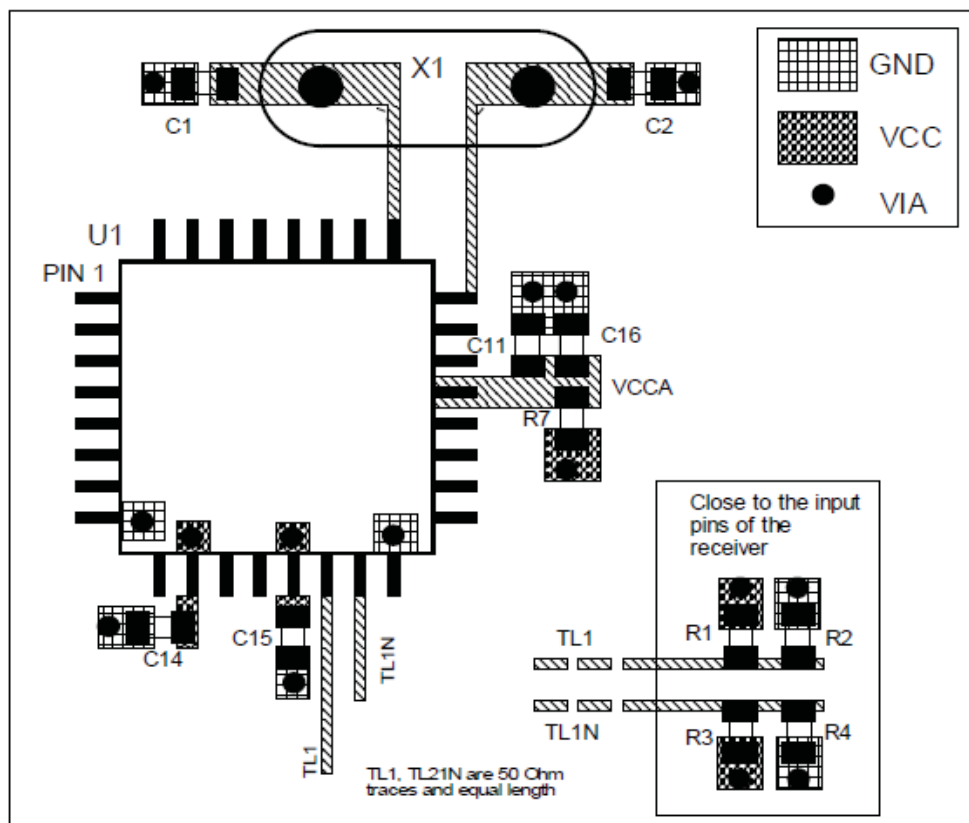 X1
GND
C1
C2
VCC
VIA
U1
PIN 1
C11
C16
VCCA
R7
Close to the input
pins of the
receiver
C14
C15
TL1N
TL1
R1
R2
TL1
TL1N
R3
R4
TL1, TL21N are 50 Ohm
traces and equal length